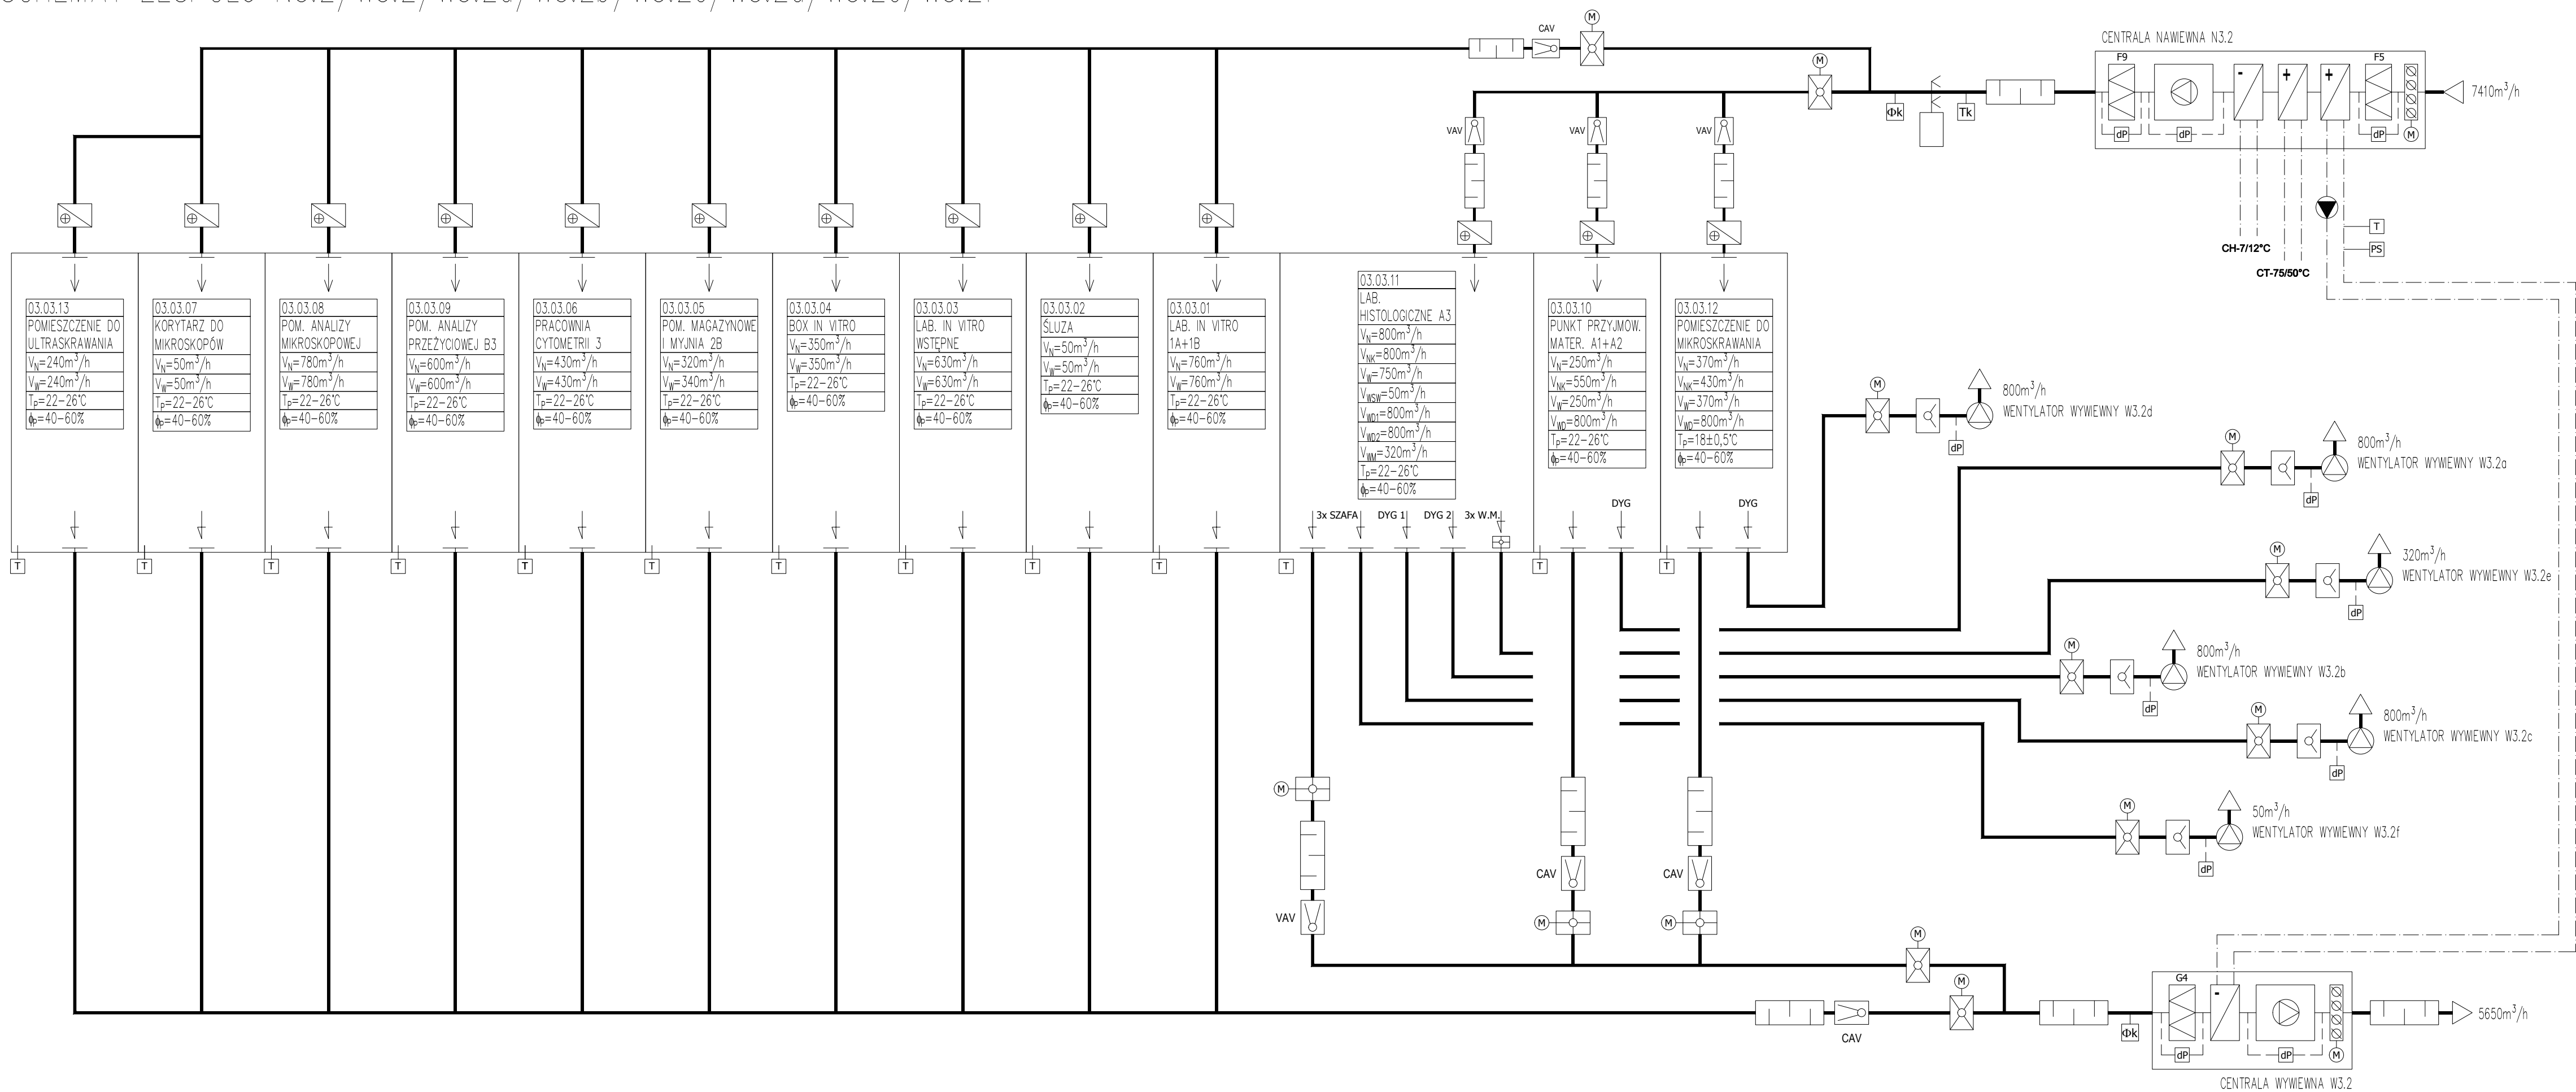 CAV
M
M
CENTRALA NAWIEWNA N3.2
F9
-
+
+
F5
7410m³/h
dP
dP
dP
M
Φk
Tk
VAV
VAV
VAV
T
PS
CH-7/12°C
CT-75/50°C
03.03.13
POMIESZCZENIE DO
ULTRASKRAWANIA
VN=240m³/h
VW=240m³/h
TP=22-26°C
ϕP=40-60%
03.03.07
KORYTARZ DO
MIKROSKOPÓW
VN=50m³/h
VW=50m³/h
TP=22-26°C
ϕP=40-60%
03.03.08
POM. ANALIZY
MIKROSKOPOWEJ
VN=780m³/h
VW=780m³/h
TP=22-26°C
ϕP=40-60%
03.03.09
POM. ANALIZY
PRZEŻYCIOWEJ B3
VN=600m³/h
VW=600m³/h
TP=22-26°C
ϕP=40-60%
03.03.06
PRACOWNIA
CYTOMETRII 3
VN=430m³/h
VW=430m³/h
TP=22-26°C
ϕP=40-60%
03.03.05
POM. MAGAZYNOWE
I MYJNIA 2B
VN=320m³/h
VW=340m³/h
TP=22-26°C
ϕP=40-60%
03.03.04
BOX IN VITRO
VN=350m³/h
VW=350m³/h
TP=22-26°C
ϕP=40-60%
03.03.03
LAB. IN VITRO
WSTĘPNE
VN=630m³/h
VW=630m³/h
TP=22-26°C
ϕP=40-60%
03.03.02
ŚLUZA
VN=50m³/h
VW=50m³/h
TP=22-26°C
ϕP=40-60%
03.03.01
LAB. IN VITRO
1A+1B
VN=760m³/h
VW=760m³/h
TP=22-26°C
ϕP=40-60%
03.03.11
LAB.
HISTOLOGICZNE A3
VN=800m³/h
VNK=800m³/h
VW=750m³/h
VWSW=50m³/h
VWD1=800m³/h
VWD2=800m³/h
VWM=320m³/h
TP=22-26°C
ϕP=40-60%
03.03.10
PUNKT PRZYJMOW.
MATER. A1+A2
VN=250m³/h
VNK=550m³/h
VW=250m³/h
VWD=800m³/h
TP=22-26°C
ϕP=40-60%
03.03.12
POMIESZCZENIE DO
MIKROSKRAWANIA
VN=370m³/h
VNK=430m³/h
VW=370m³/h
VWD=800m³/h
TP=18±0,5°C
ϕP=40-60%
3x SZAFA
DYG 1
DYG 2
3x W.M.
DYG
DYG
T
T
T
T
T
T
T
T
T
T
T
T
T
M
800m³/h
WENTYLATOR WYWIEWNY W3.2d
dP
M
800m³/h
WENTYLATOR WYWIEWNY W3.2a
dP
M
320m³/h
WENTYLATOR WYWIEWNY W3.2e
dP
M
800m³/h
WENTYLATOR WYWIEWNY W3.2b
dP
M
800m³/h
WENTYLATOR WYWIEWNY W3.2c
dP
M
50m³/h
WENTYLATOR WYWIEWNY W3.2f
dP
M
VAV
CAV
M
CAV
M
M
M
CAV
Φk
G4
-
dP
dP
M
5650m³/h
CENTRALA WYWIEWNA W3.2